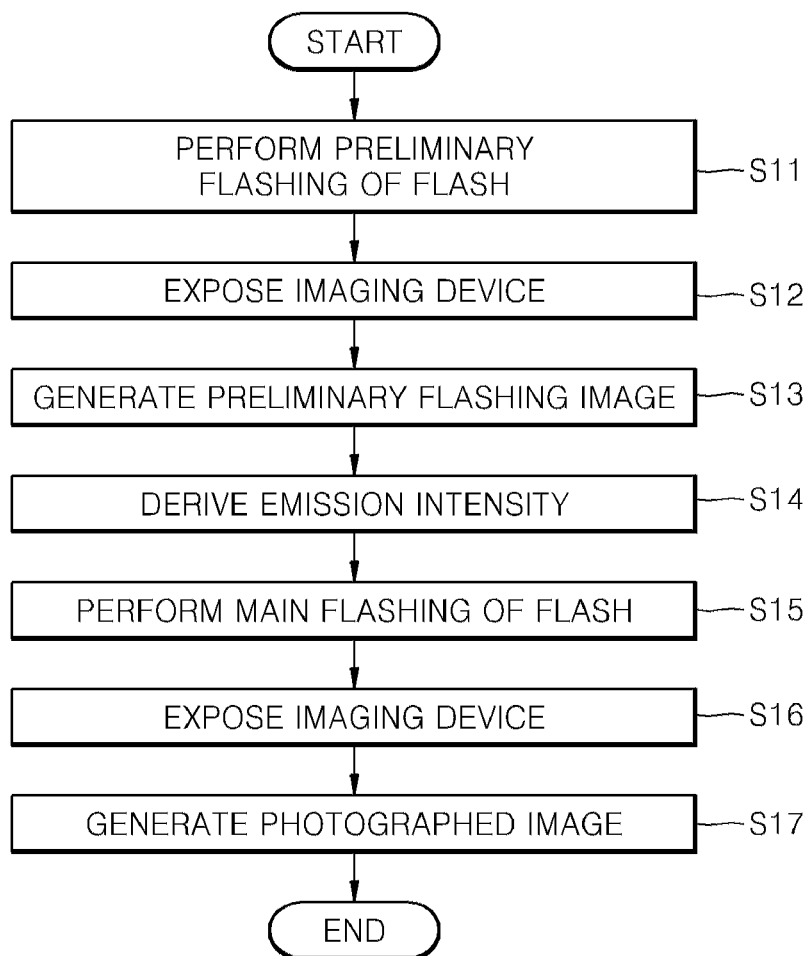 START
PERFORM PRELIMINARY
FLASHING OF FLASH
S11
EXPOSE IMAGING DEVICE
S12
GENERATE PRELIMINARY FLASHING IMAGE
S13
DERIVE EMISSION INTENSITY
S14
PERFORM MAIN FLASHING OF FLASH
S15
EXPOSE IMAGING DEVICE
S16
GENERATE PHOTOGRAPHED IMAGE
S17
END